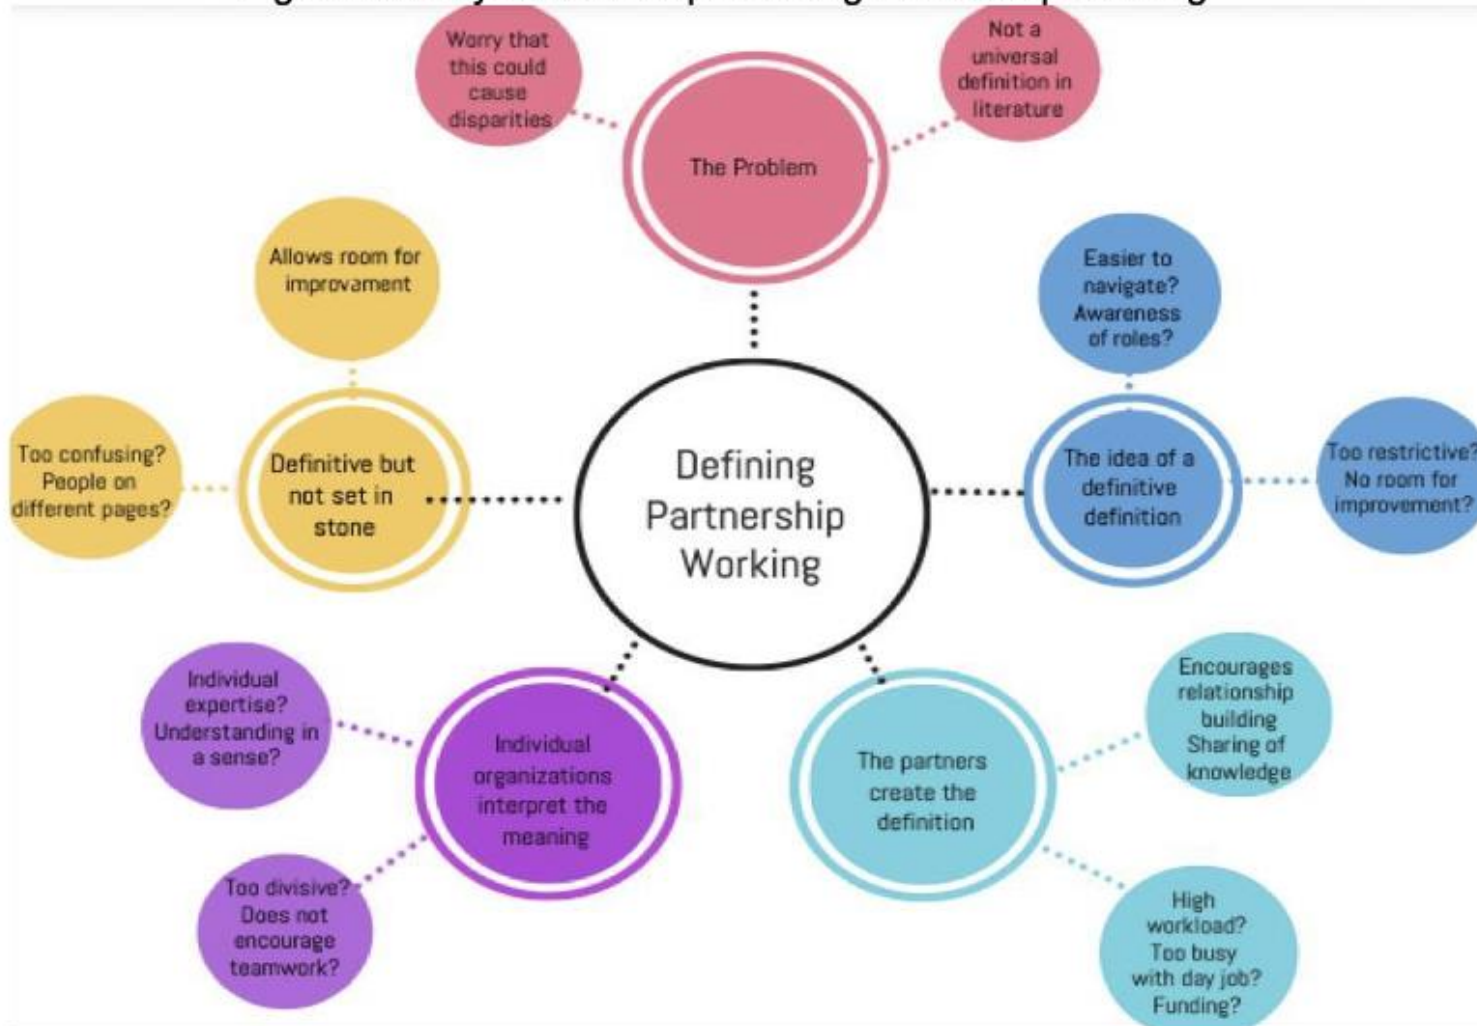 Worry that
this could
cause
disparities
Not a
universal
definition in
literature
The Problem
Allows room for
improvament
Easier to
navigate?
Awareness
of roles?
Too confusing?
People on
different pages?
Definitive but
not set in
stone
Defining
Partnership
Working
The idea of a
definitive
definition
Too restrictive?
No room for
improvement?
Individual
expertise?
Understanding in
a sense?
Individual
organizations
interpret the
meaning
Too divisive?
Does not
encourage
teamwork?
The partners
create the
definition
Encourages
relationship
building
Sharing of
knowledge
High
workload?
Too busy
with day job?
Funding?